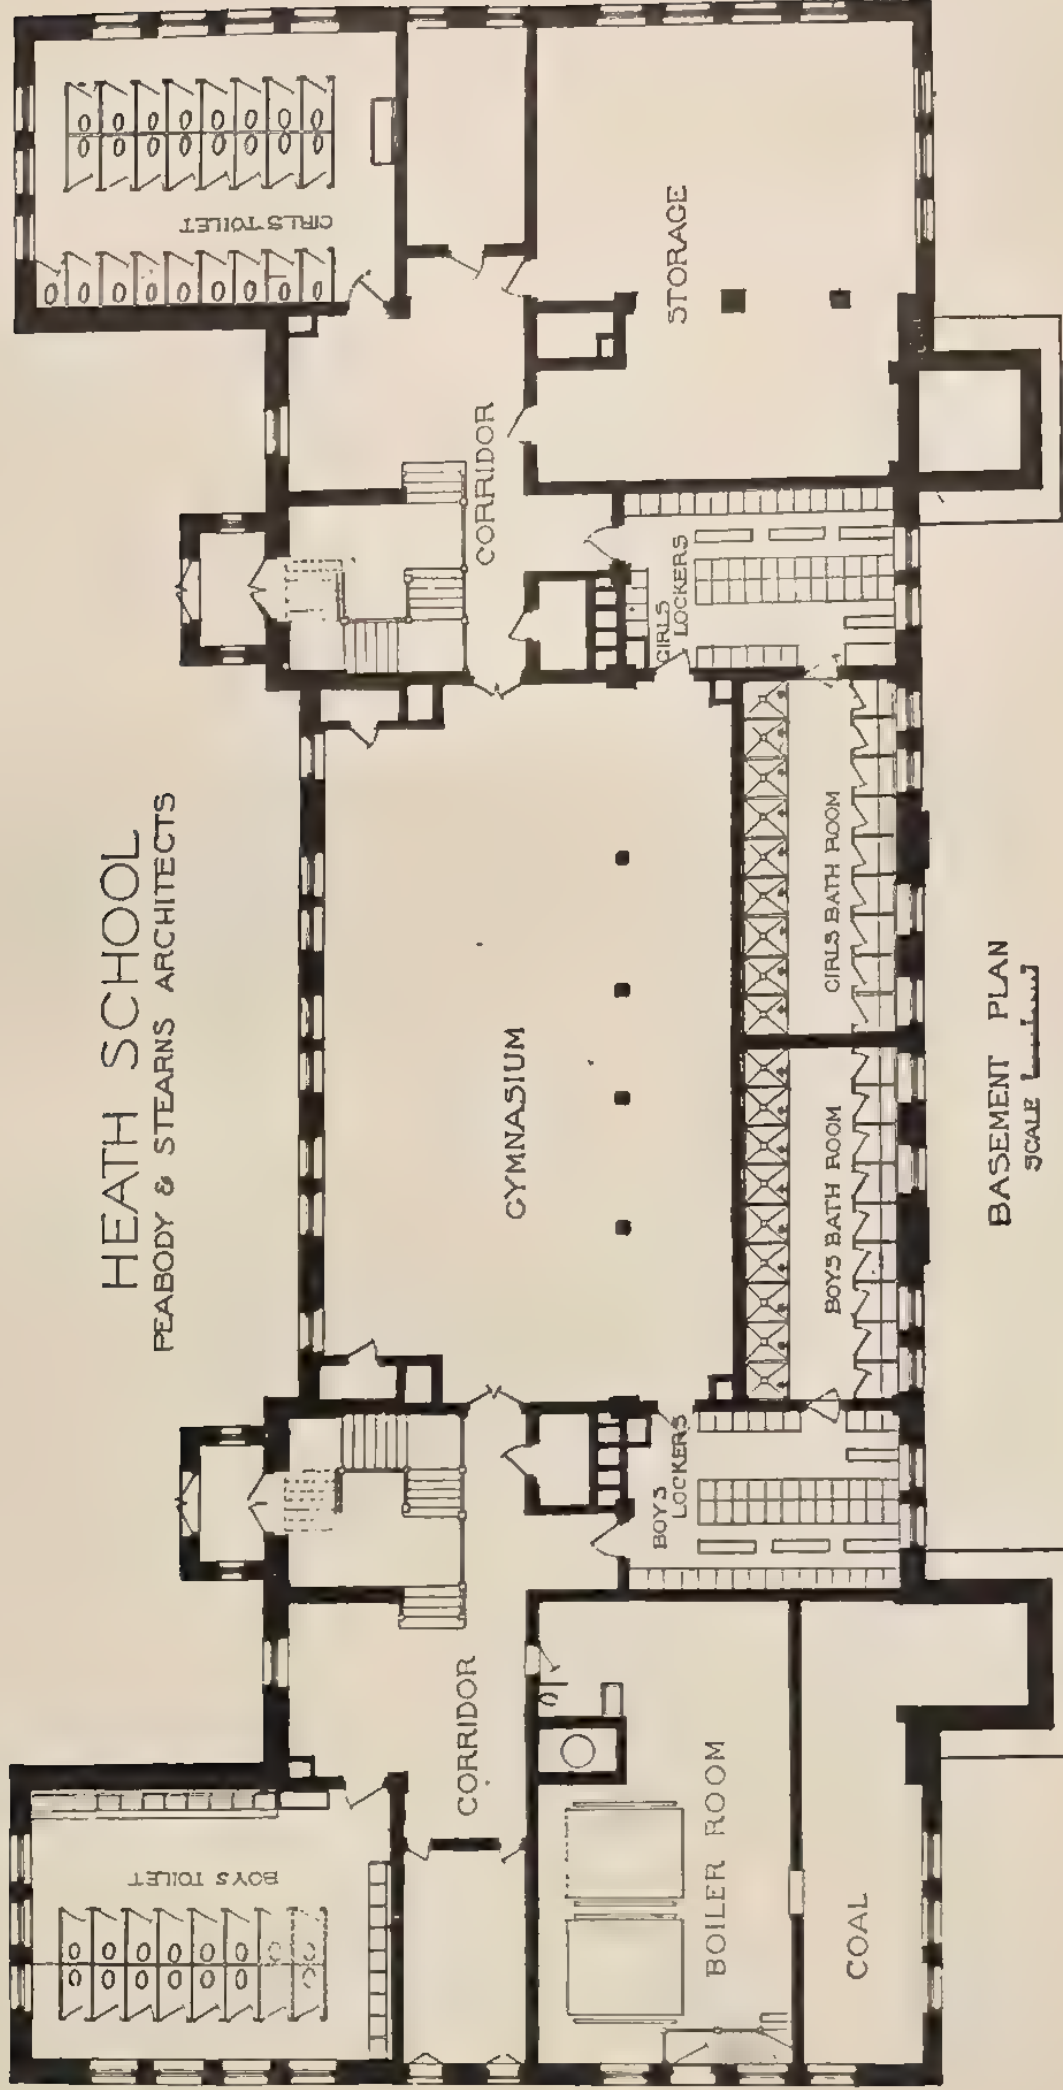 HEATH SCHOOL
PEABODY & STEARNS ARCHITECTS
BOYS TOILET
GIRLS TOILET
CORRIDOR
CORRIDOR
GYMNASIUM
BOILER ROOM
BOYS
LOCKERS
GIRLS
LOCKERS
STORAGE
COAL
BOYS BATH ROOM
GIRLS BATH ROOM
BASEMENT PLAN
SCALE